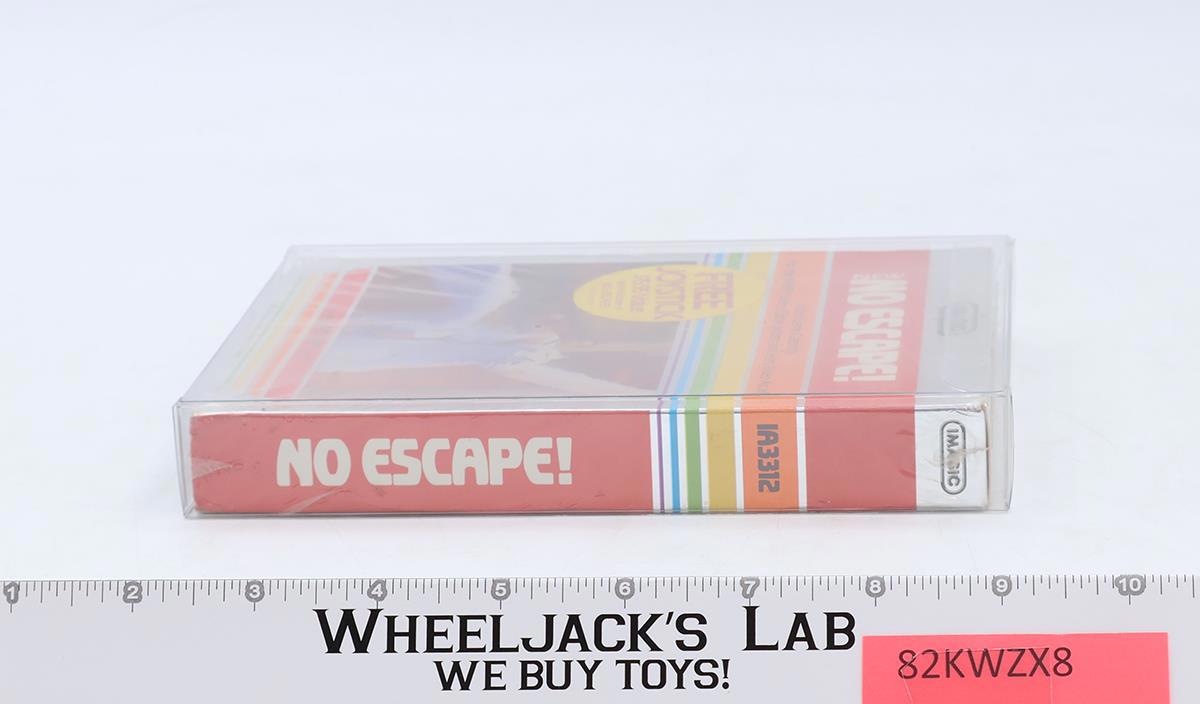 FREE
JOYSTICK
NO ESCAPE!
NO ESCAPE!
IA3312
IMAGIC
1 2 3 4 5 6 7 8 9 10
WHEELJACK'S LAB
WE BUY TOYS!
82KWZX8